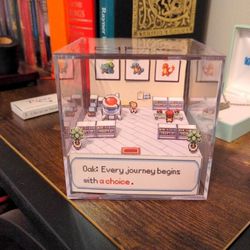 Oak: Every journey begins
with a choice.